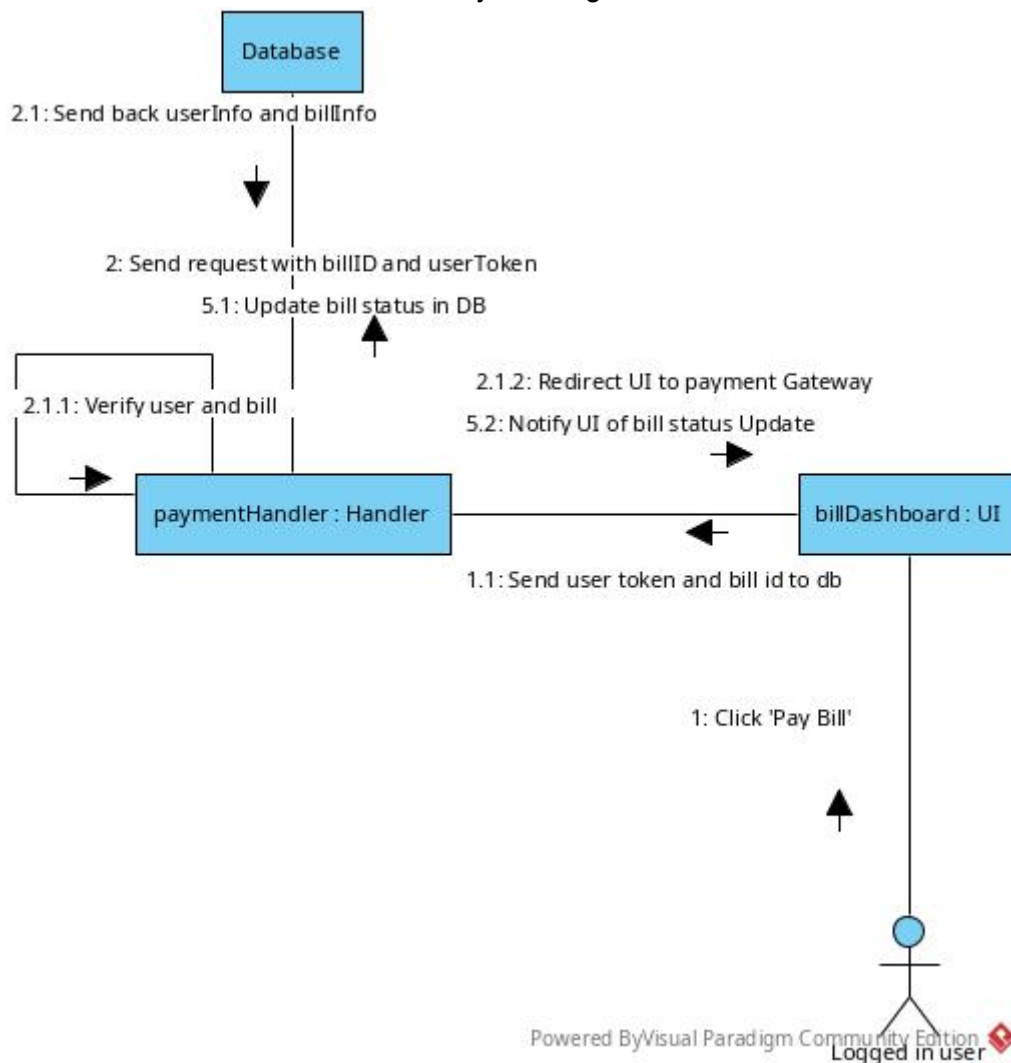 Database
2.1: Send back userInfo and billInfo
2: Send request with billID and userToken
5.1: Update bill status in DB
2.1.2: Redirect UI to payment Gateway
2.1.1: Verify user and bill
5.2: Notify UI of bill status Update
paymentHandler : Handler
billDashboard : UI
1.1: Send user token and bill id to db
1: Click 'Pay Bill'
Powered ByVisual Paradigm Community Edition
Logged in user